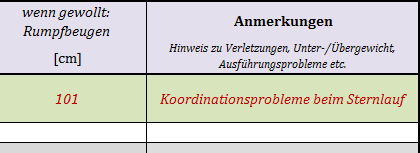 wenn gewollt:
Rumpfbeugen
[cm]
Anmerkungen
Hinweis zu Verletzungen, Unter-/Übergewicht,
Ausführungsprobleme etc.
101
Koordinationsprobleme beim Sternlauf